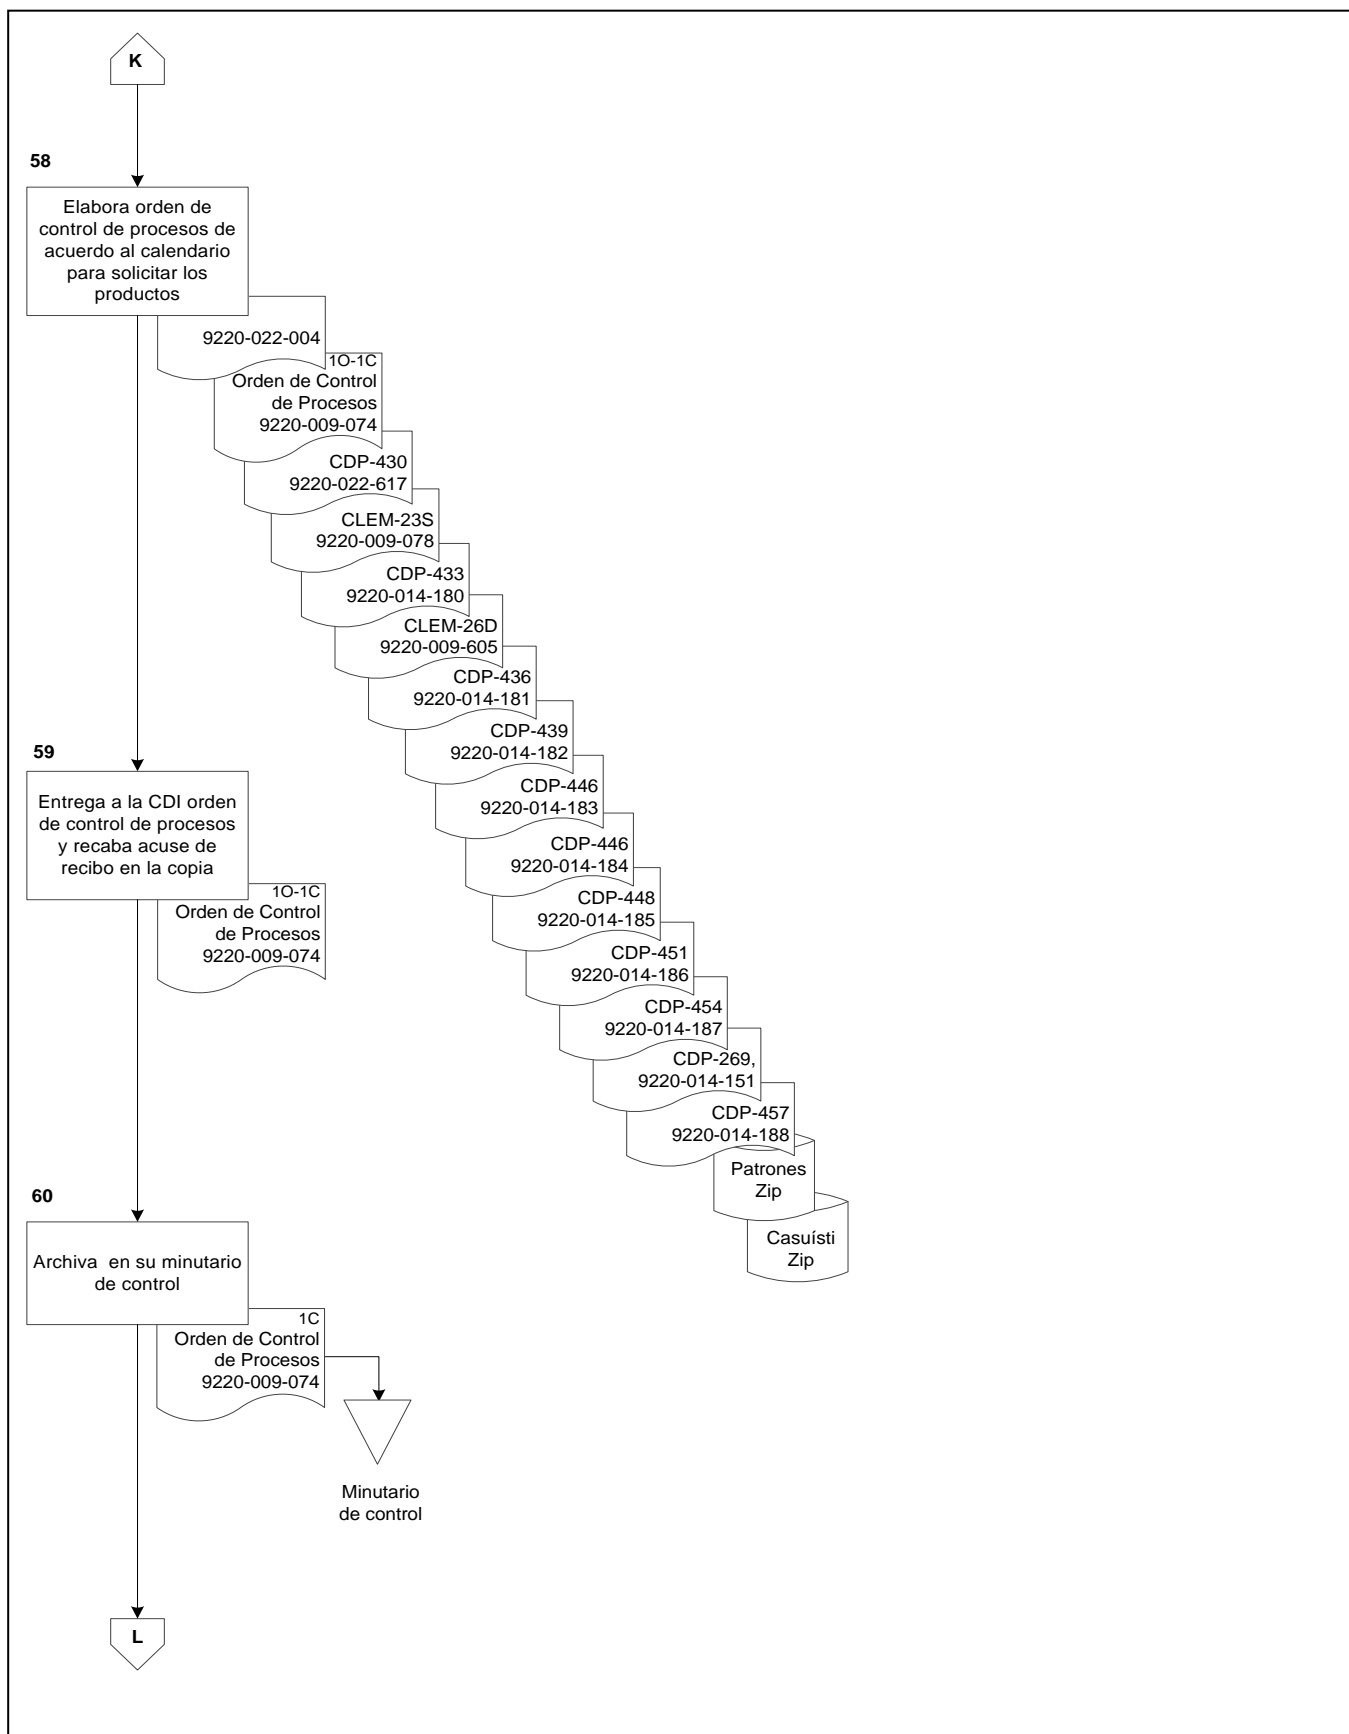 K
58
Elabora orden de
control de procesos de
acuerdo al calendario
para solicitar los
productos
9220-022-004
1O-1C
Orden de Control
de Procesos
9220-009-074
CDP-430
9220-022-617
CLEM-23S
9220-009-078
CDP-433
9220-014-180
CLEM-26D
9220-009-605
CDP-436
9220-014-181
CDP-439
9220-014-182
CDP-446
9220-014-183
CDP-446
9220-014-184
CDP-448
9220-014-185
CDP-451
9220-014-186
CDP-454
9220-014-187
CDP-269,
9220-014-151
CDP-457
9220-014-188
Patrones
Zip
Casuísti
Zip
59
Entrega a la CDI orden
de control de procesos
y recaba acuse de
recibo en la copia
1O-1C
Orden de Control
de Procesos
9220-009-074
60
Archiva en su minutario
de control
1C
Orden de Control
de Procesos
9220-009-074
Minutario
de control
L